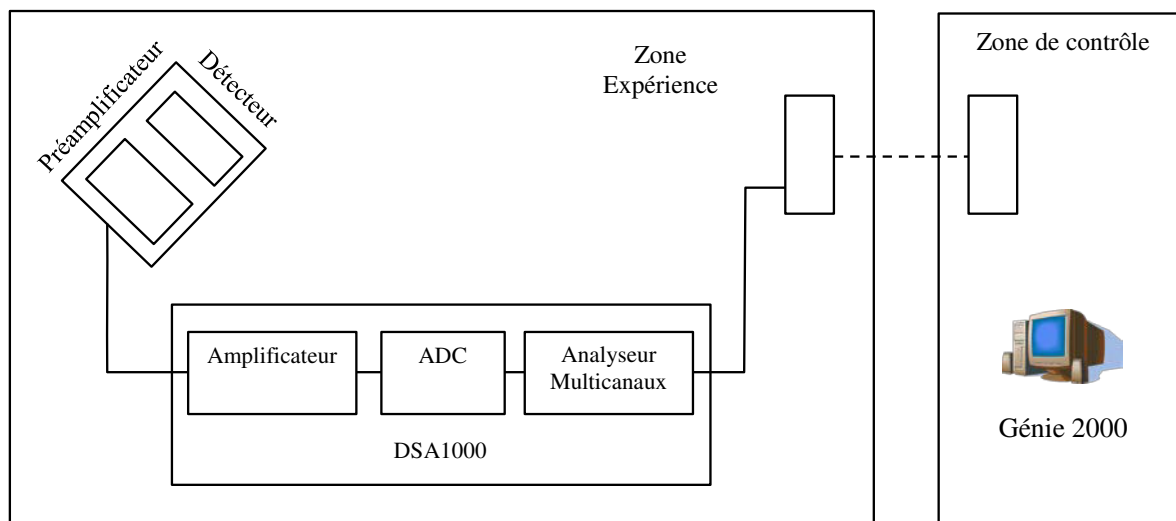 Préamplificateur
Détecteur
Zone
Expérience
Zone de contrôle
Amplificateur
ADC
Analyseur
Multicanaux
DSA1000
Génie 2000